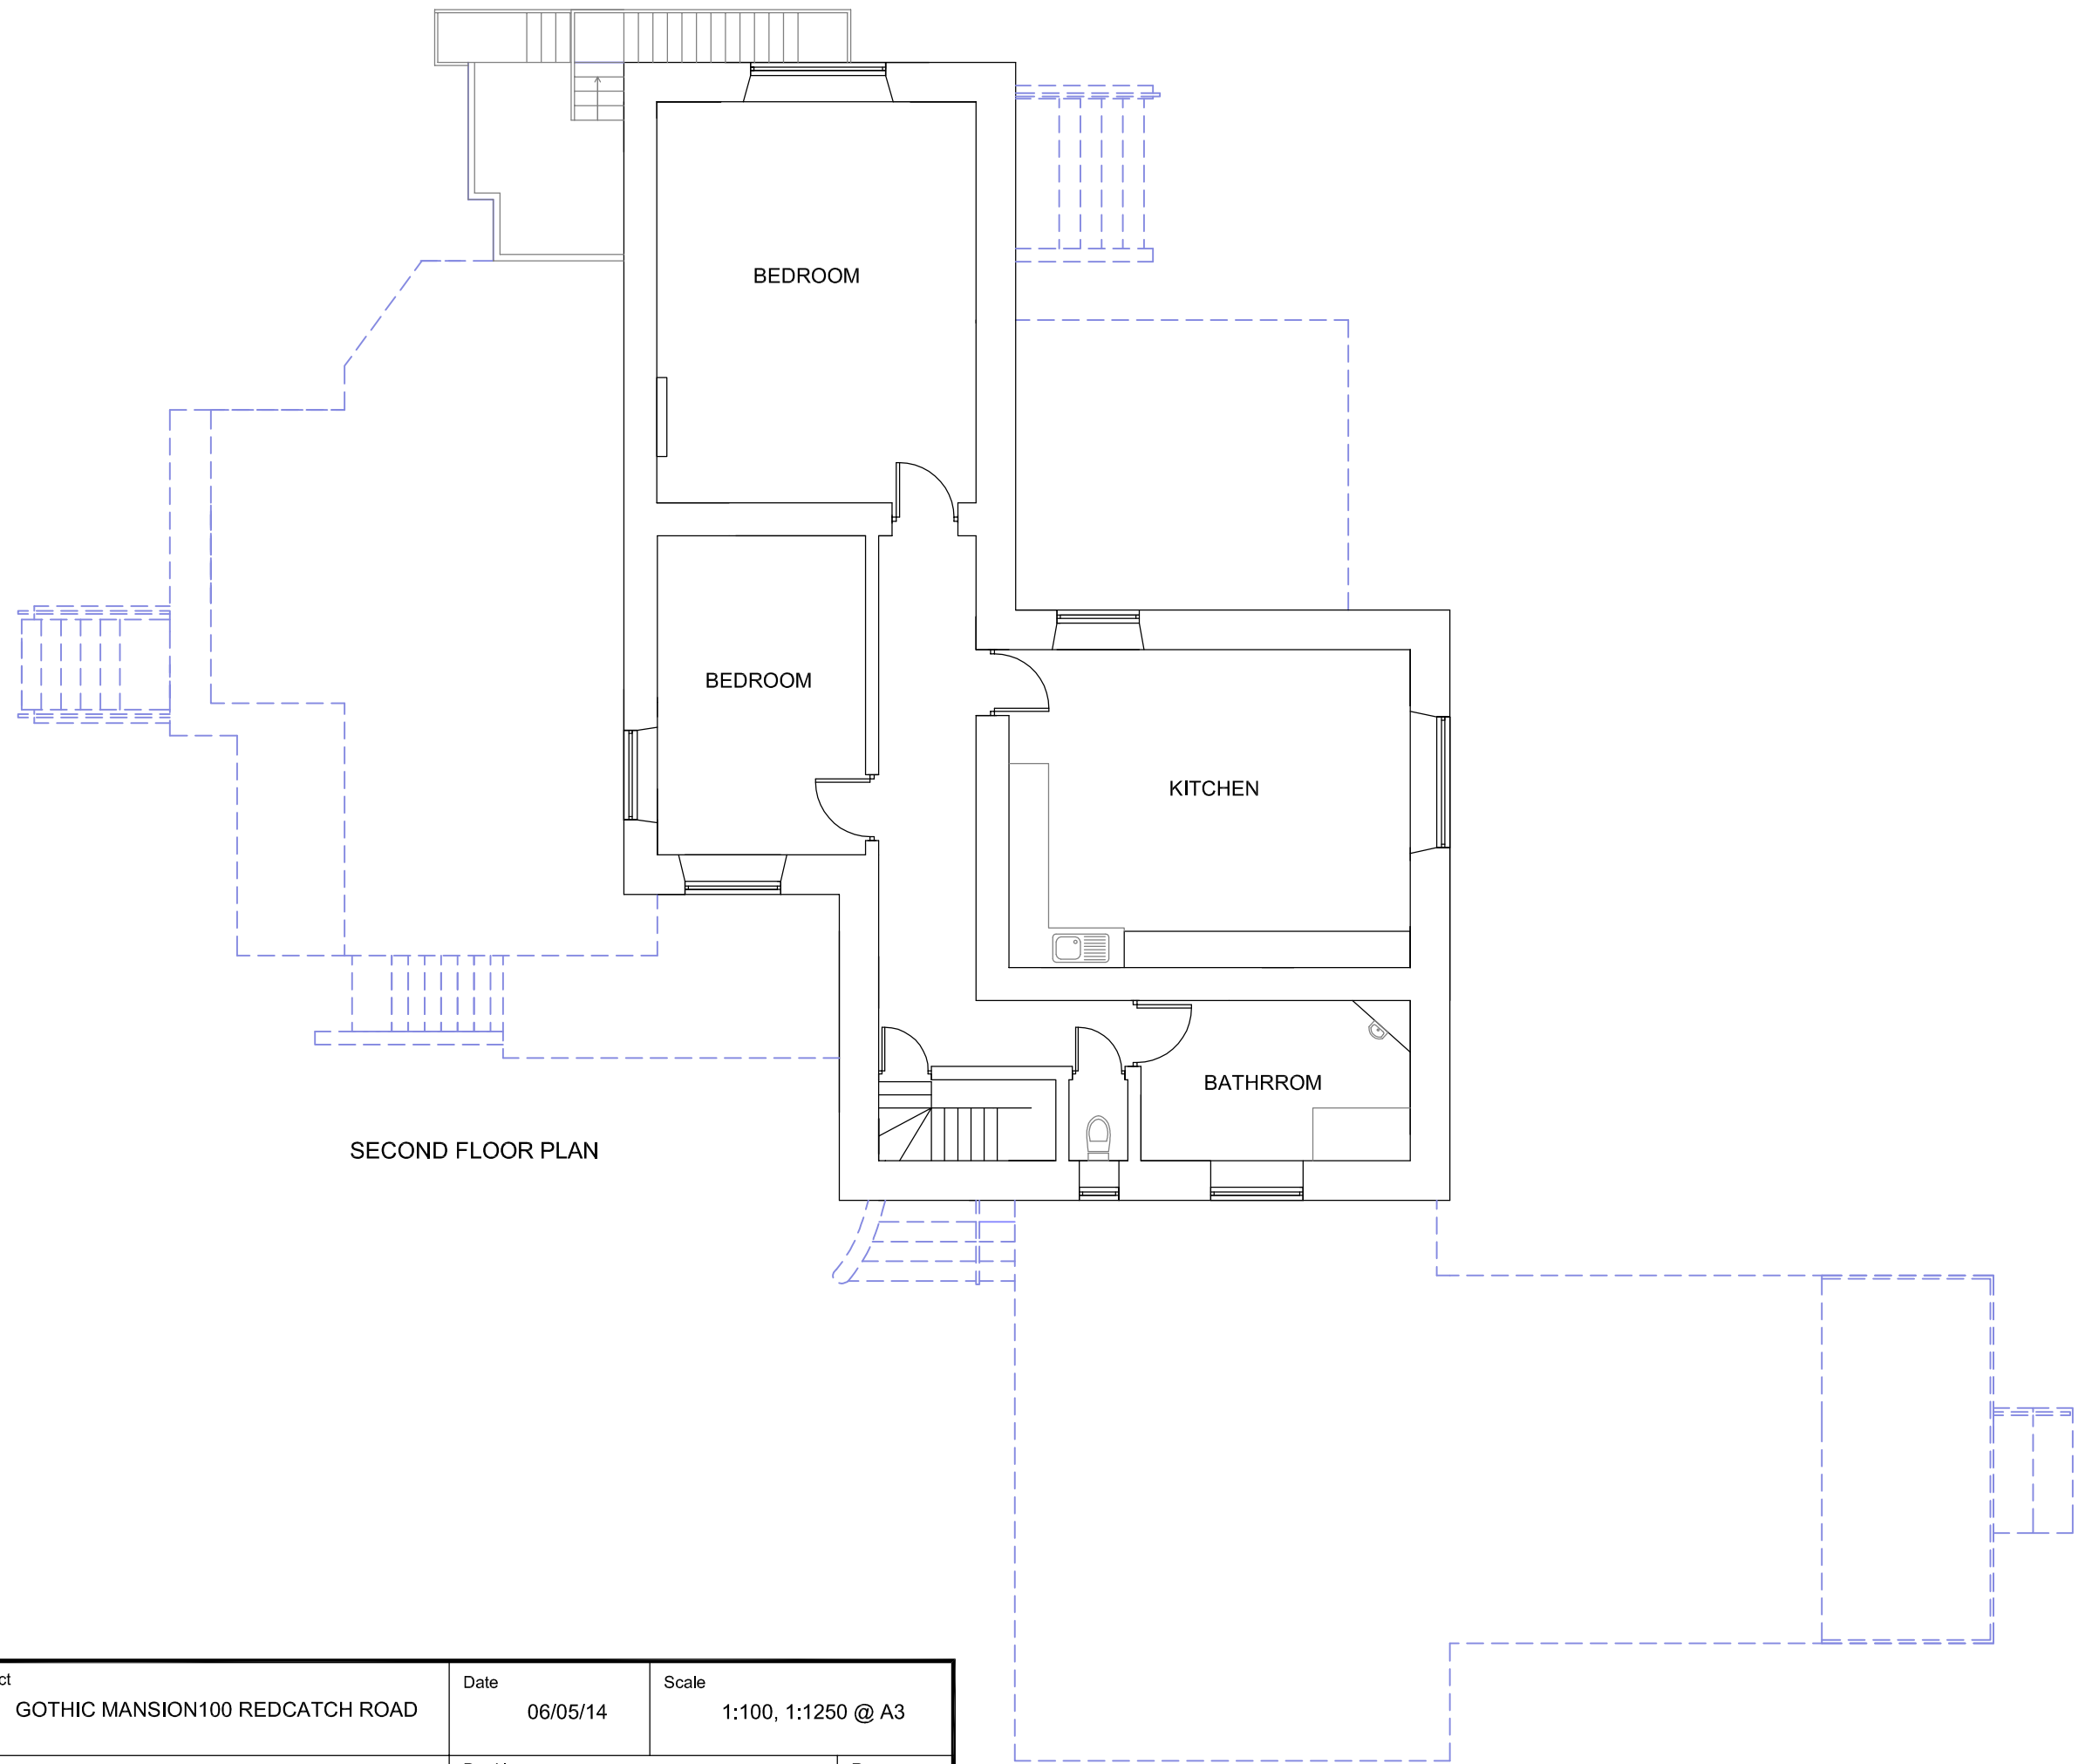 BEDROOM
BEDROOM
KITCHEN
BATHRROM
SECOND FLOOR PLAN
ct
GOTHIC MANSION100 REDCATCH ROAD
Date
06/05/14
Scale
1:100, 1:1250 @ A3